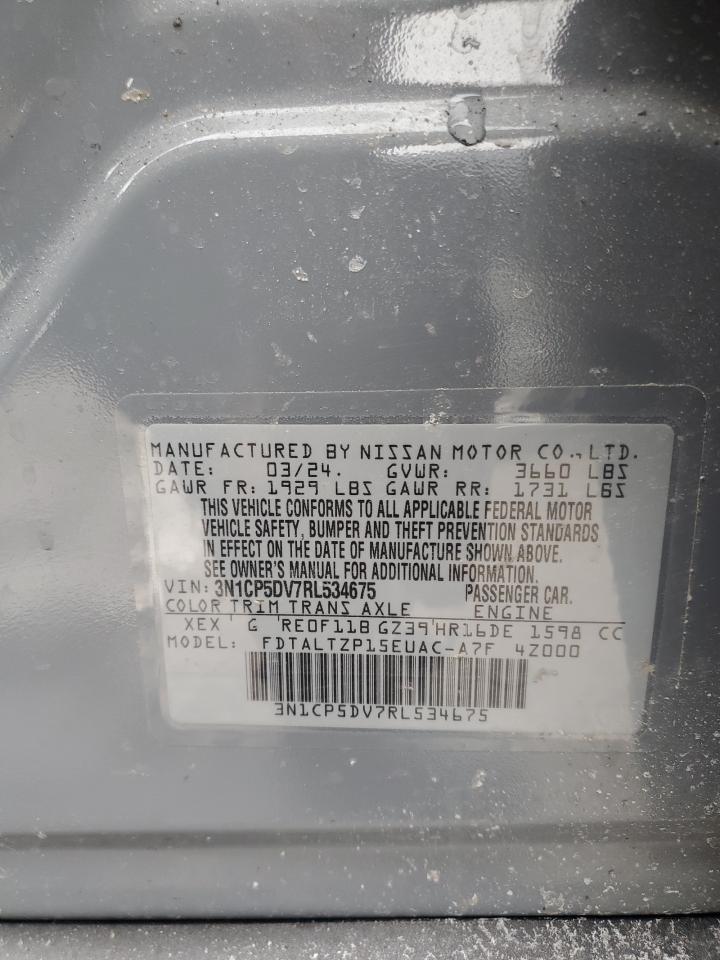 MANUFACTURED BY NISSAN MOTOR CO., LTD.
DATE: 03/24. GVWR: 3660 LBS
GAWR FR: 1929 LBS GAWR RR: 1731 LBS
THIS VEHICLE CONFORMS TO ALL APPLICABLE FEDERAL MOTOR
VEHICLE SAFETY, BUMPER AND THEFT PREVENTION STANDARDS
IN EFFECT ON THE DATE OF MANUFACTURE SHOWN ABOVE.
SEE OWNER'S MANUAL FOR ADDITIONAL INFORMATION.
VIN: 3N1CP5DV7RL534675 PASSENGER CAR.
COLOR TRIM TRANS AXLE ENGINE
XEX ' G 'RE0F11B GZ39'HR16DE 1598 CC
MODEL: FDTALTZP15EUAC-A7F 4Z000
3N1CP5DV7RL534675